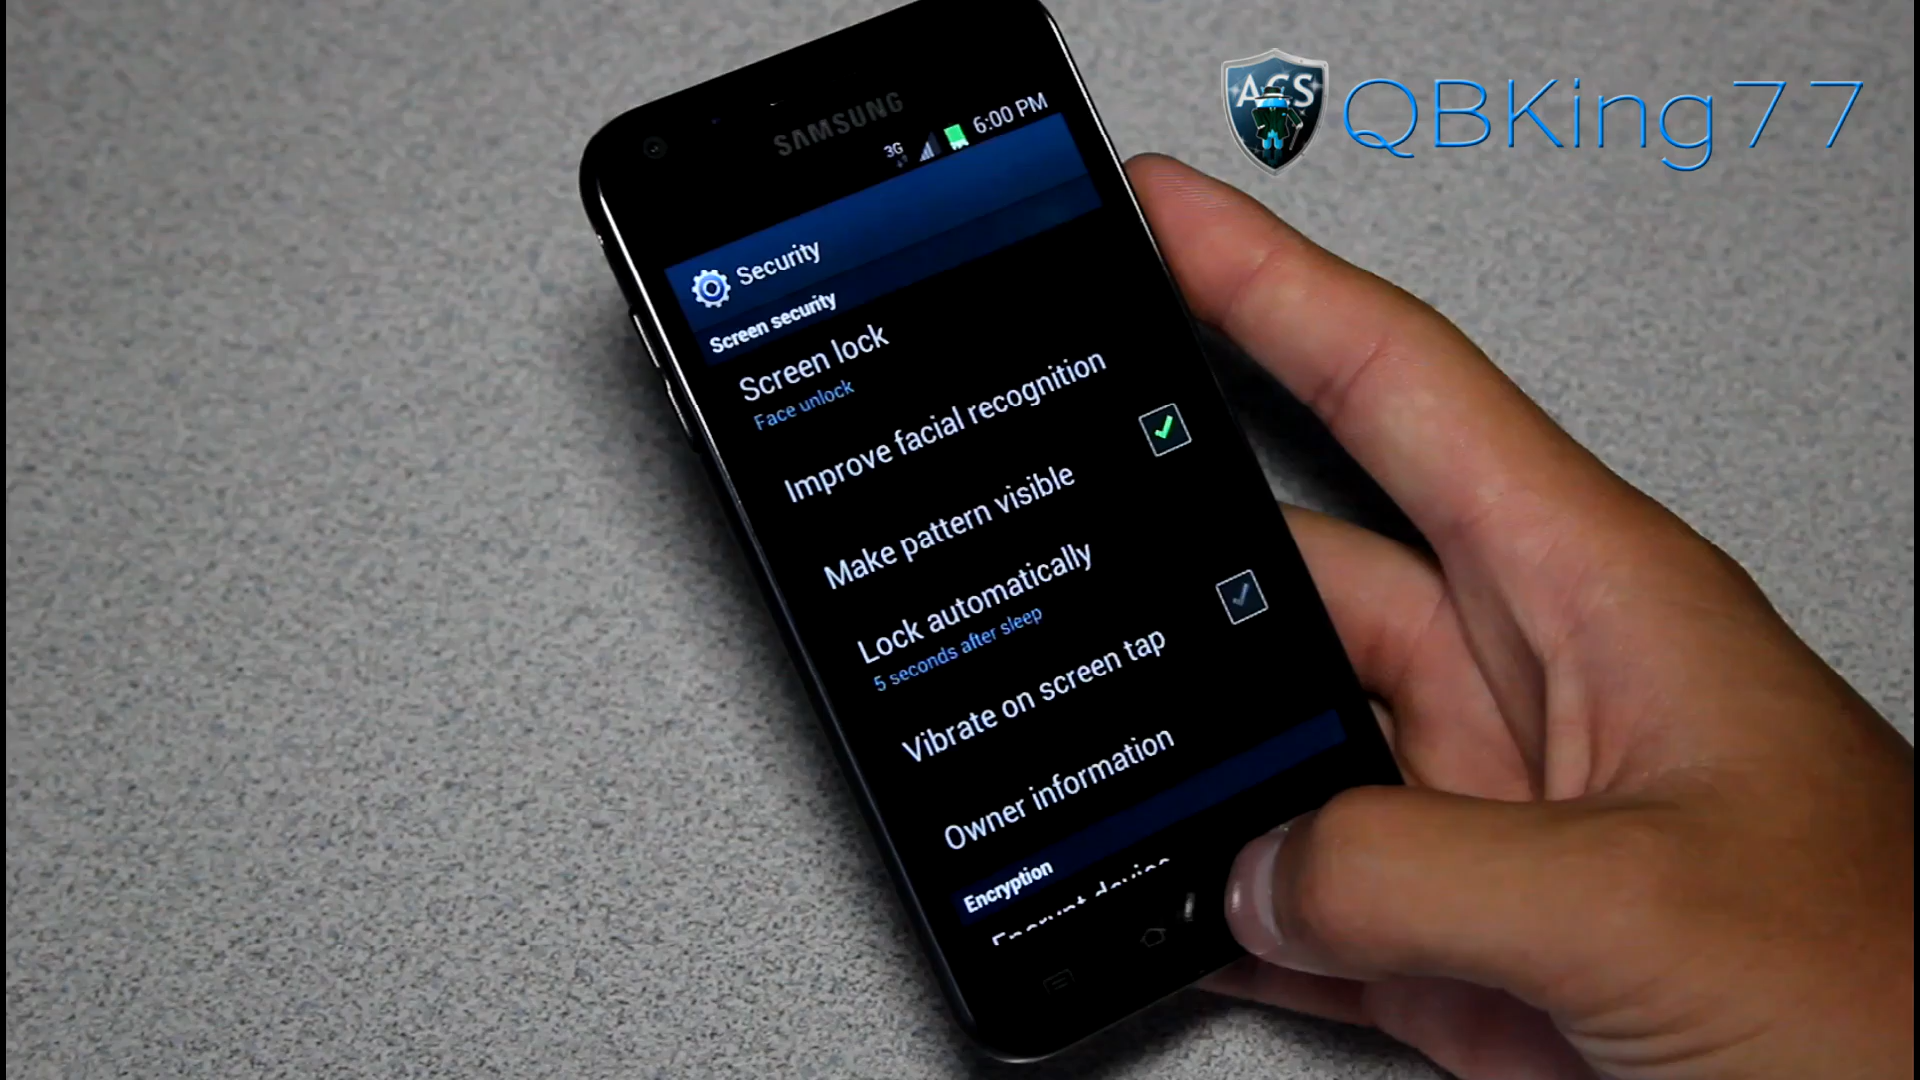 ACS QBKing77
SAMSUNG
3G 6:00 PM
Security
Screen security
Screen lock
Face unlock
Improve facial recognition
Make pattern visible
Lock automatically
5 seconds after sleep
Vibrate on screen tap
Owner information
Encryption
Encrypt device